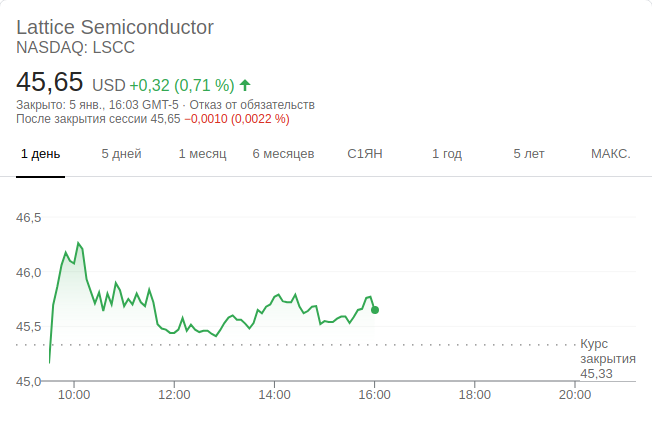 Lattice Semiconductor
NASDAQ: LSCC
45,65 USD +0,32 (0,71 %)
Закрыто: 5 янв., 16:03 GMT-5 · Отказ от обязательств
После закрытия сессии 45,65 −0,0010 (0,0022 %)
1 день 5 дней 1 месяц 6 месяцев С1ЯН 1 год 5 лет МАКС.
46,5
46,0
45,5
Курс
закрытия
45,33
45,0
10:00 12:00 14:00 16:00 18:00 20:00